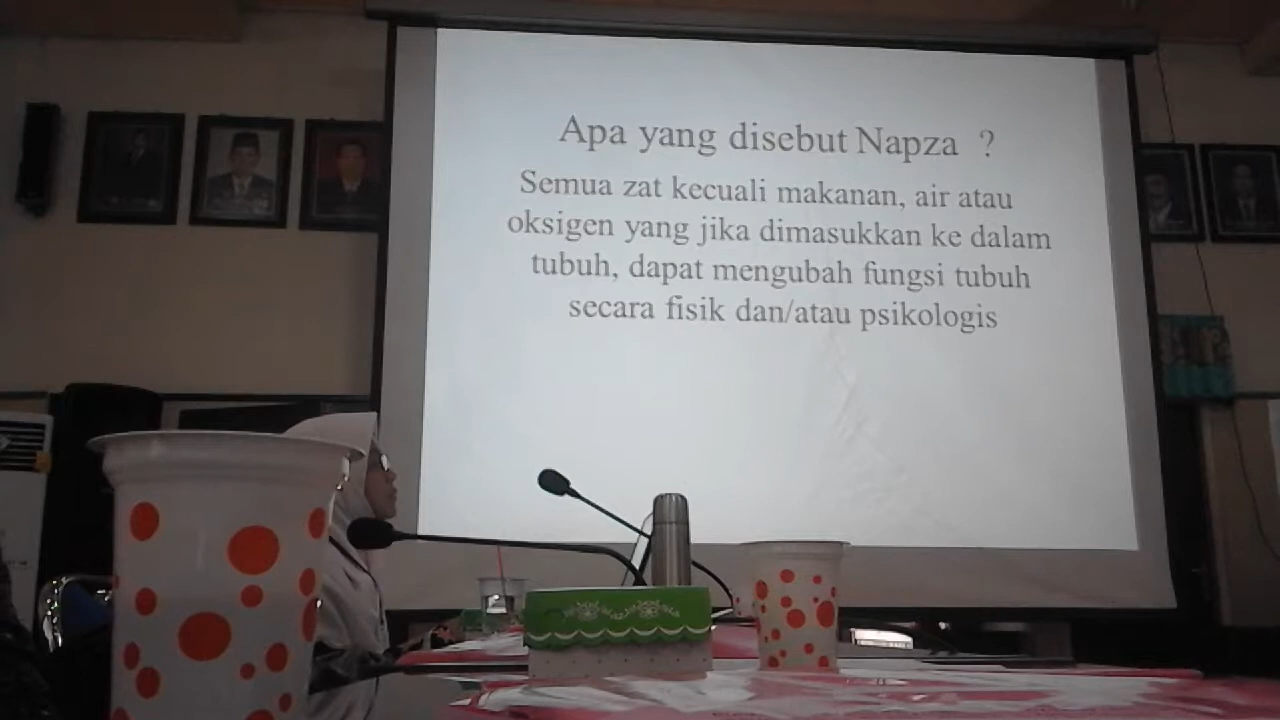 Apa yang disebut Napza ?
Semua zat kecuali makanan, air atau
oksigen yang jika dimasukkan ke dalam
tubuh, dapat mengubah fungsi tubuh
secara fisik dan/atau psikologis